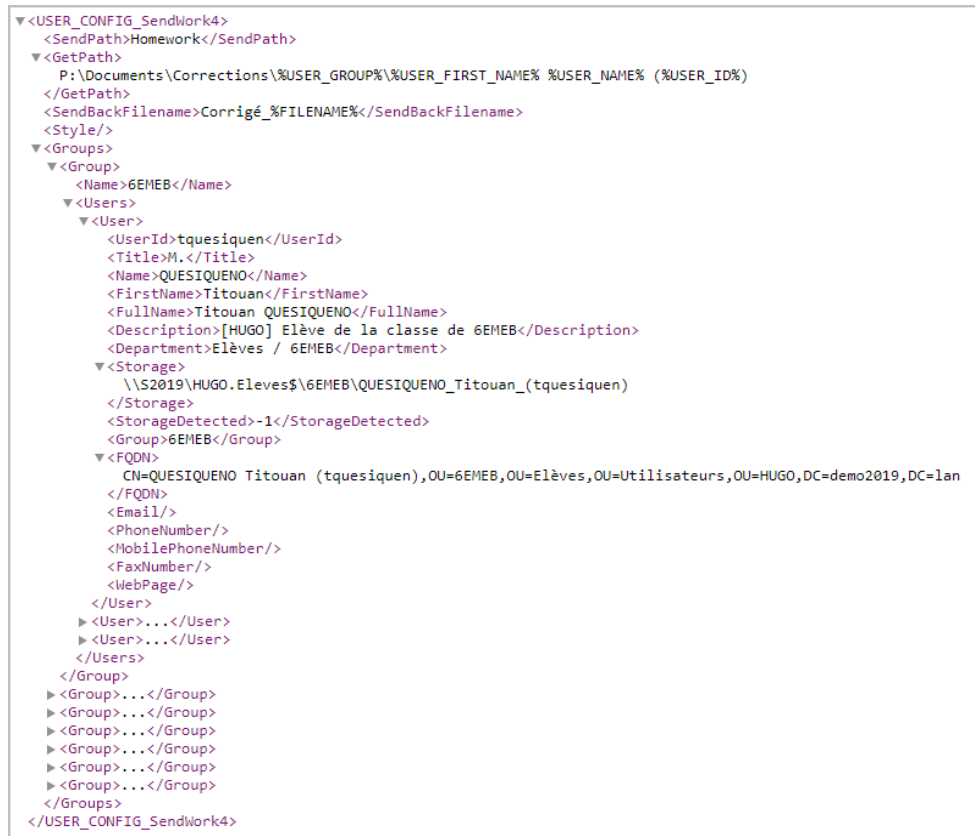 ▼<USER_CONFIG_SendWork4>
<SendPath>Homework</SendPath>
▼<GetPath>
P:\Documents\Corrections\%USER_GROUP%\%USER_FIRST_NAME% %USER_NAME% (%USER_ID%)
</GetPath>
<SendBackFilename>Corrigé_%FILENAME%</SendBackFilename>
<Style/>
▼<Groups>
▼<Group>
<Name>6EMEB</Name>
▼<Users>
▼<User>
<UserId>tquesiquen</UserId>
<Title>M.</Title>
<Name>QUESIQUENO</Name>
<FirstName>Titouan</FirstName>
<FullName>Titouan QUESIQUENO</FullName>
<Description>[HUGO] Elève de la classe de 6EMEB</Description>
<Department>Elèves / 6EMEB</Department>
▼<Storage>
\\S2019\HUGO.Eleves$\6EMEB\QUESIQUENO_Titouan_(tquesiquen)
</Storage>
<StorageDetected>-1</StorageDetected>
<Group>6EMEB</Group>
▼<FQDN>
CN=QUESIQUENO Titouan (tquesiquen),OU=6EMEB,OU=Elèves,OU=Utilisateurs,OU=HUGO,DC=demo2019,DC=lan
</FQDN>
<Email/>
<PhoneNumber/>
<MobilePhoneNumber/>
<FaxNumber/>
<WebPage/>
</User>
▶<User>...</User>
▶<User>...</User>
</Users>
</Group>
▶<Group>...</Group>
▶<Group>...</Group>
▶<Group>...</Group>
▶<Group>...</Group>
▶<Group>...</Group>
▶<Group>...</Group>
</Groups>
</USER_CONFIG_SendWork4>